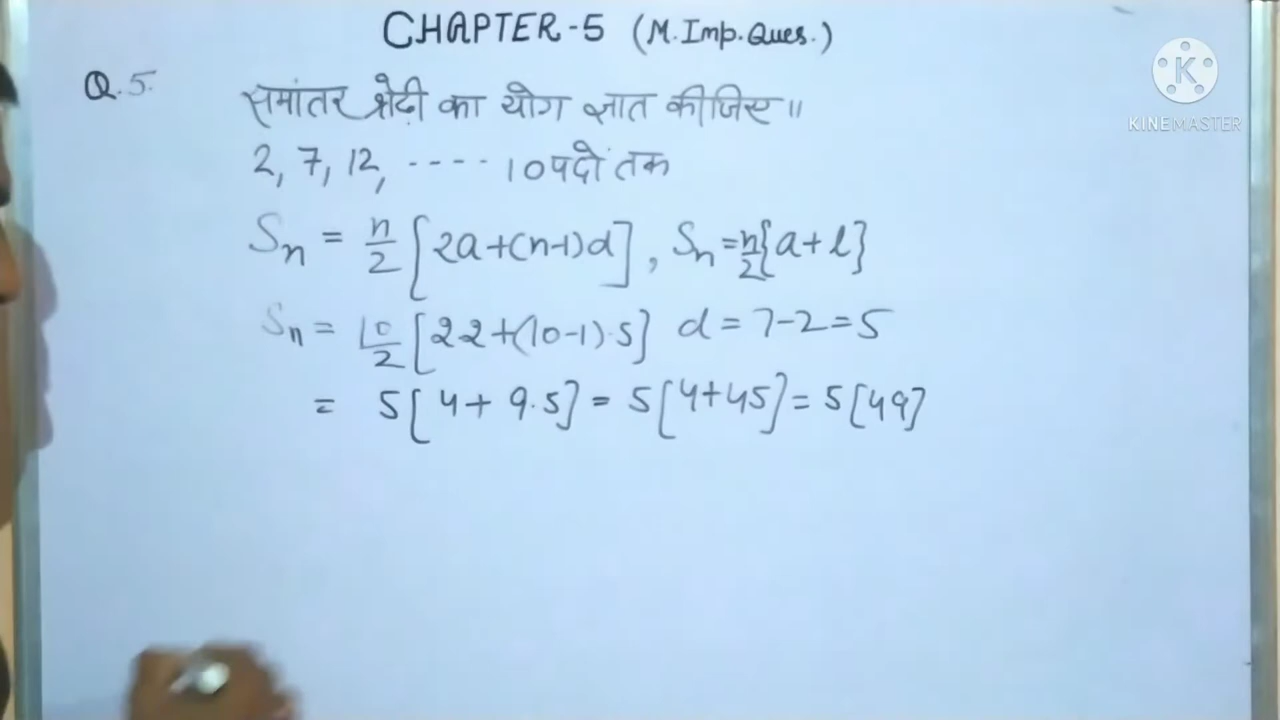 CHAPTER-5 (M.Imp.Ques.)
Q.5. समांतर श्रेढ़ी का योग ज्ञात कीजिए॥
2, 7, 12, ---- 10 पदों तक
Sn = n/2 [2a+(n-1)d], Sn = n/2{a+l}
Sn = 10/2 [2·2+(10-1)·5] d = 7-2=5
= 5[4+9.5] = 5[4+45] = 5[49]
K
KINEMASTER